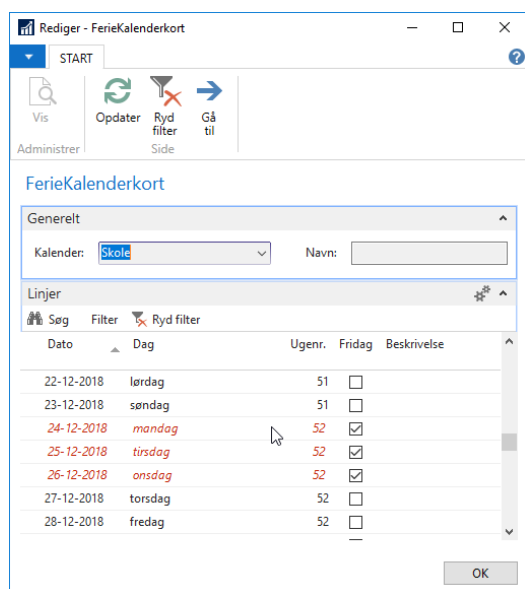 Rediger - FerieKalenderkort
START
Vis
Opdater
Ryd filter
Gå til
Administrer
Side
FerieKalenderkort
Generelt
Kalender: Skole Navn:
Linjer
Søg Filter Ryd filter
Dato Dag Ugenr. Fridag Beskrivelse
22-12-2018 lørdag 51
23-12-2018 søndag 51
24-12-2018 mandag 52
25-12-2018 tirsdag 52
26-12-2018 onsdag 52
27-12-2018 torsdag 52
28-12-2018 fredag 52
OK